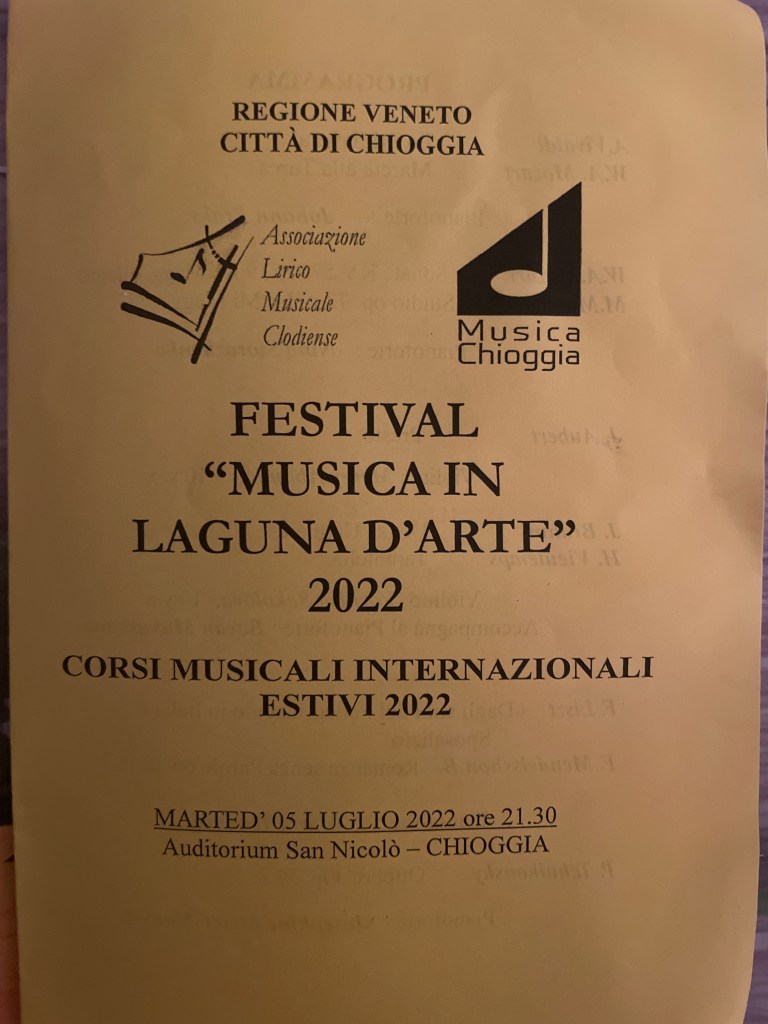 REGIONE VENETO
CITTÀ DI CHIOGGIA
Associazione
Lirico
Musicale
Clodiense
Musica
Chioggia
FESTIVAL
“MUSICA IN
LAGUNA D’ARTE”
2022
CORSI MUSICALI INTERNAZIONALI
ESTIVI 2022
MARTED’ 05 LUGLIO 2022 ore 21.30
Auditorium San Nicolò – CHIOGGIA